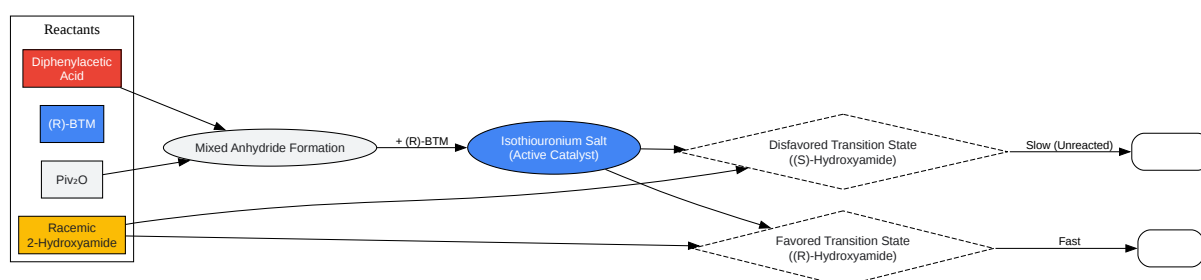 Reactants
Diphenylacetic
Acid
(R)-BTM
Piv₂O
Racemic
2-Hydroxyamide
Mixed Anhydride Formation
+ (R)-BTM
Isothiouronium Salt
(Active Catalyst)
Disfavored Transition State
((S)-Hydroxyamide)
Slow (Unreacted)
Favored Transition State
((R)-Hydroxyamide)
Fast